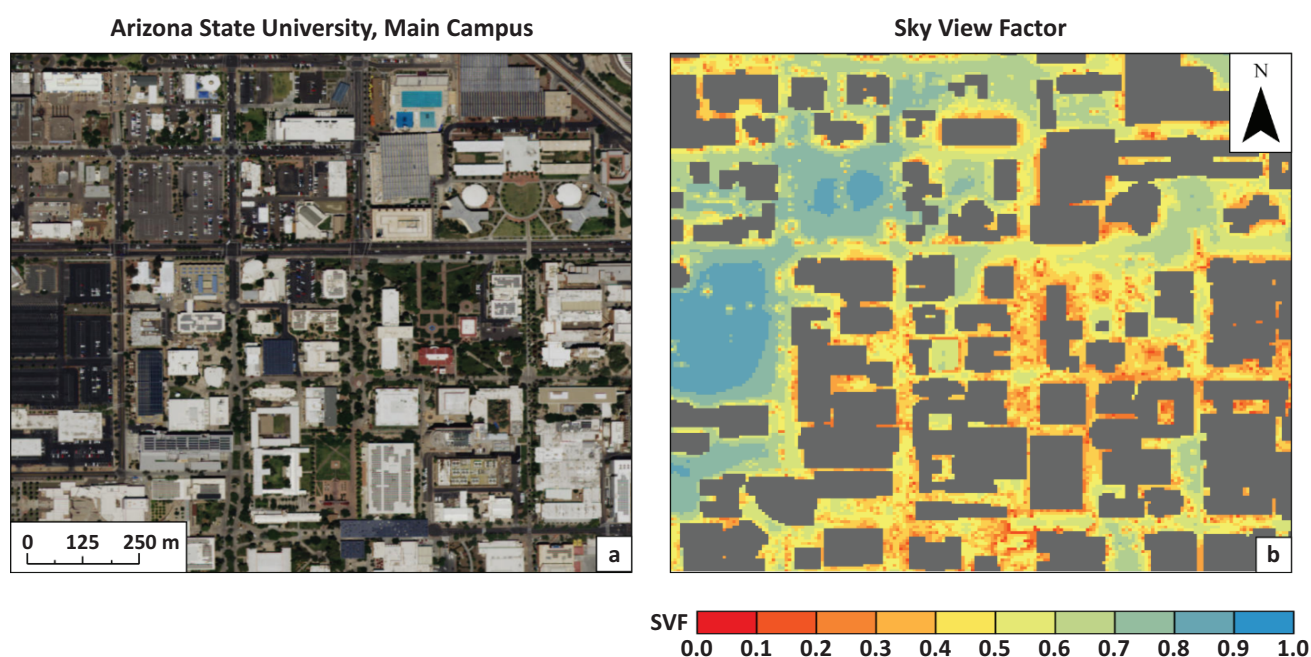 Arizona State University, Main Campus
Sky View Factor
N
0 125 250 m
a
b
SVF
0.0 0.1 0.2 0.3 0.4 0.5 0.6 0.7 0.8 0.9 1.0